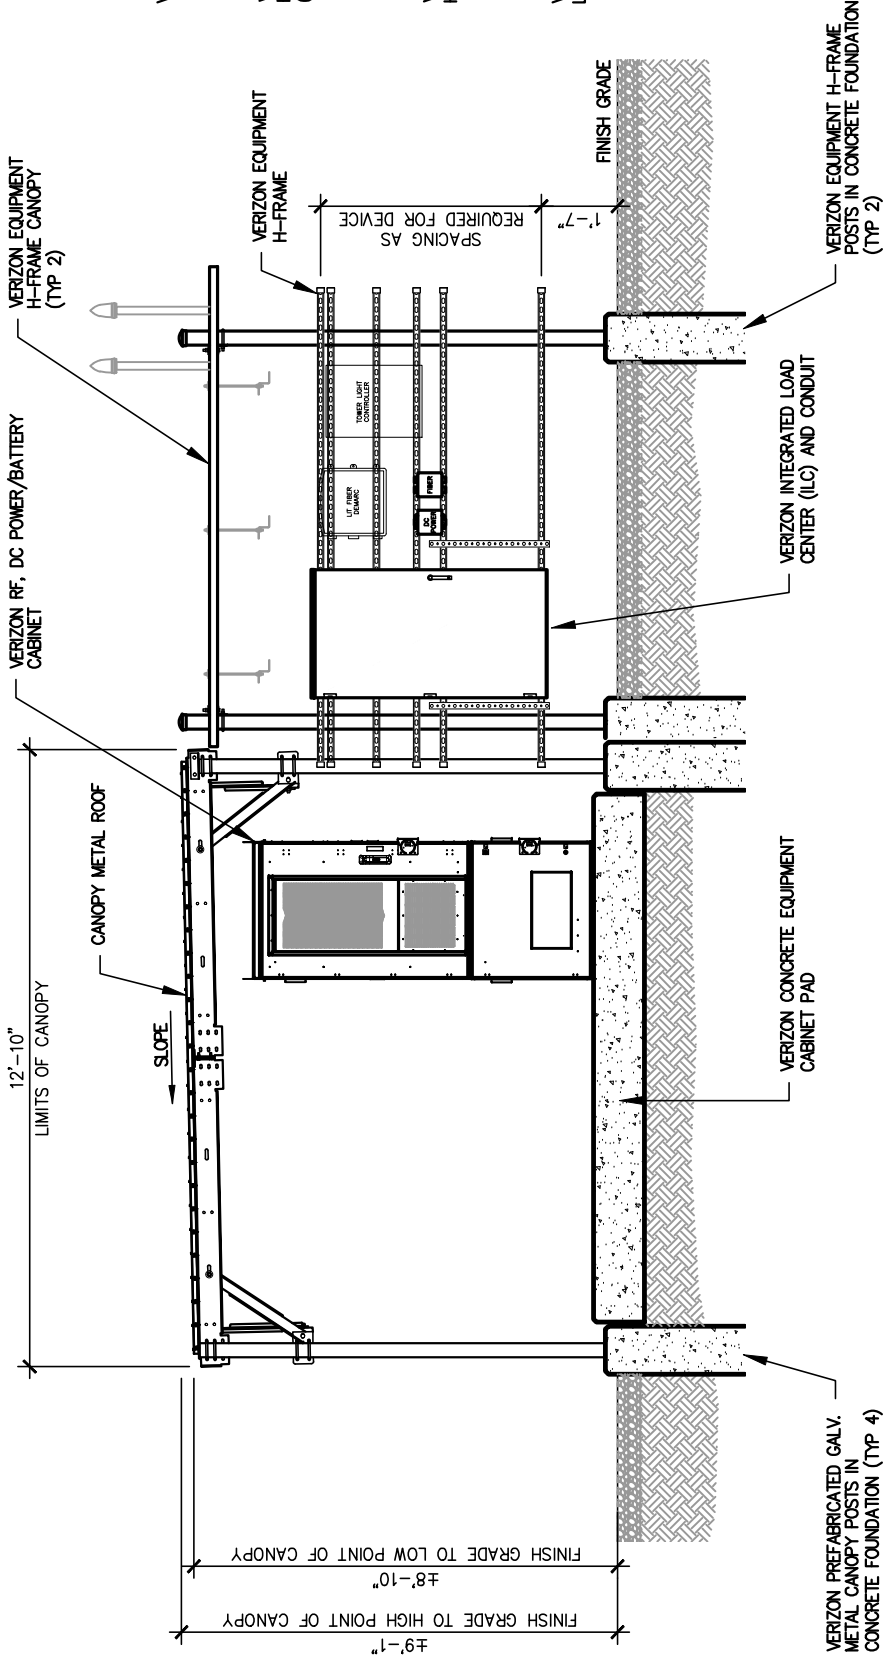 VERIZON EQUIPMENT
H-FRAME CANOPY
(TYP 2)
VERIZON RF, DC POWER/BATTERY
CABINET
12'-10"
LIMITS OF CANOPY
CANOPY METAL ROOF
SLOPE
VERIZON EQUIPMENT
H-FRAME
SPACING AS
REQUIRED FOR DEVICE
1'-7"
FINISH GRADE
TOWER LIGHT
CONTROLLER
LIT FIBER
DEMARC
FIBER
DC
POWER
VERIZON EQUIPMENT H-FRAME
POSTS IN CONCRETE FOUNDATION
(TYP 2)
VERIZON INTEGRATED LOAD
CENTER (ILC) AND CONDUIT
VERIZON CONCRETE EQUIPMENT
CABINET PAD
VERIZON PREFABRICATED GALV.
METAL CANOPY POSTS IN
CONCRETE FOUNDATION (TYP 4)
±8'-10"
FINISH GRADE TO LOW POINT OF CANOPY
±9'-1"
FINISH GRADE TO HIGH POINT OF CANOPY